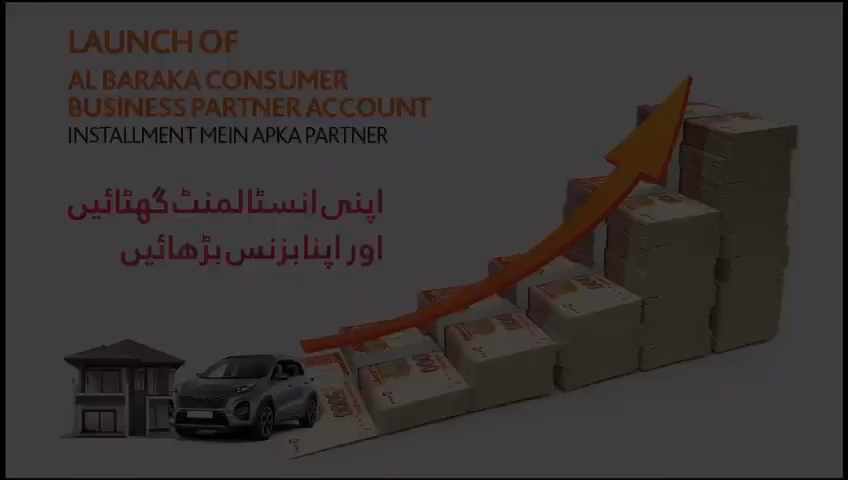 LAUNCH OF
AL BARAKA CONSUMER
BUSINESS PARTNER ACCOUNT
INSTALLMENT MEIN APKA PARTNER
اپنی انسٹالمنٹ گھٹائیں
اور اپنا بزنس بڑھائیں
5000